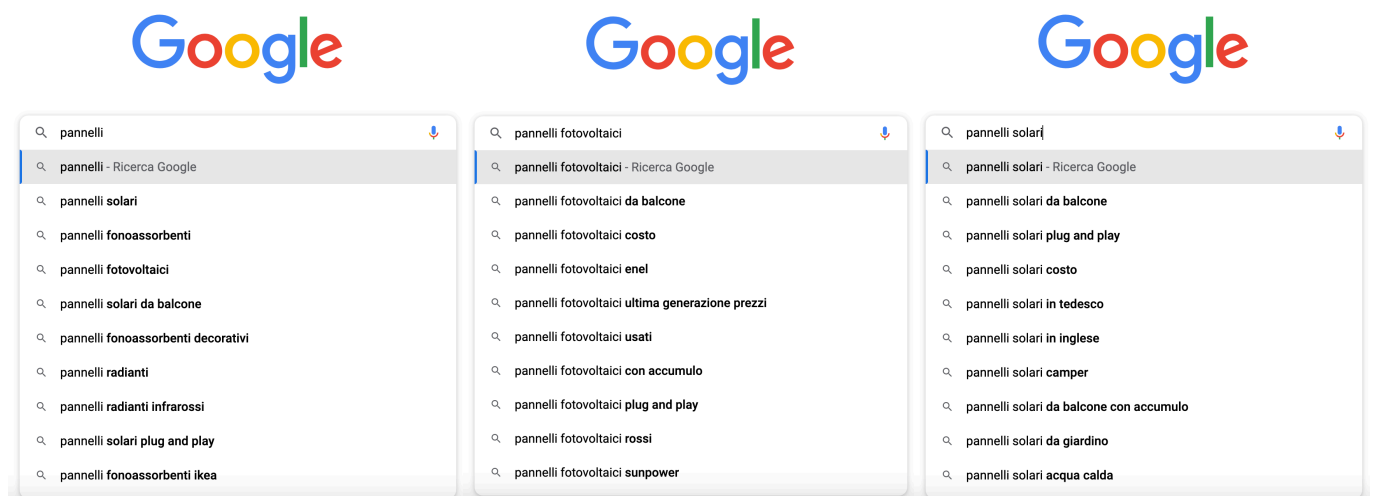 Google
pannelli
pannelli - Ricerca Google
pannelli solari
pannelli fonoassorbenti
pannelli fotovoltaici
pannelli solari da balcone
pannelli fonoassorbenti decorativi
pannelli radianti
pannelli radianti infrarossi
pannelli solari plug and play
pannelli fonoassorbenti ikea
Google
pannelli fotovoltaici
pannelli fotovoltaici - Ricerca Google
pannelli fotovoltaici da balcone
pannelli fotovoltaici costo
pannelli fotovoltaici enel
pannelli fotovoltaici ultima generazione prezzi
pannelli fotovoltaici usati
pannelli fotovoltaici con accumulo
pannelli fotovoltaici plug and play
pannelli fotovoltaici rossi
pannelli fotovoltaici sunpower
Google
pannelli solari
pannelli solari - Ricerca Google
pannelli solari da balcone
pannelli solari plug and play
pannelli solari costo
pannelli solari in tedesco
pannelli solari in inglese
pannelli solari camper
pannelli solari da balcone con accumulo
pannelli solari da giardino
pannelli solari acqua calda